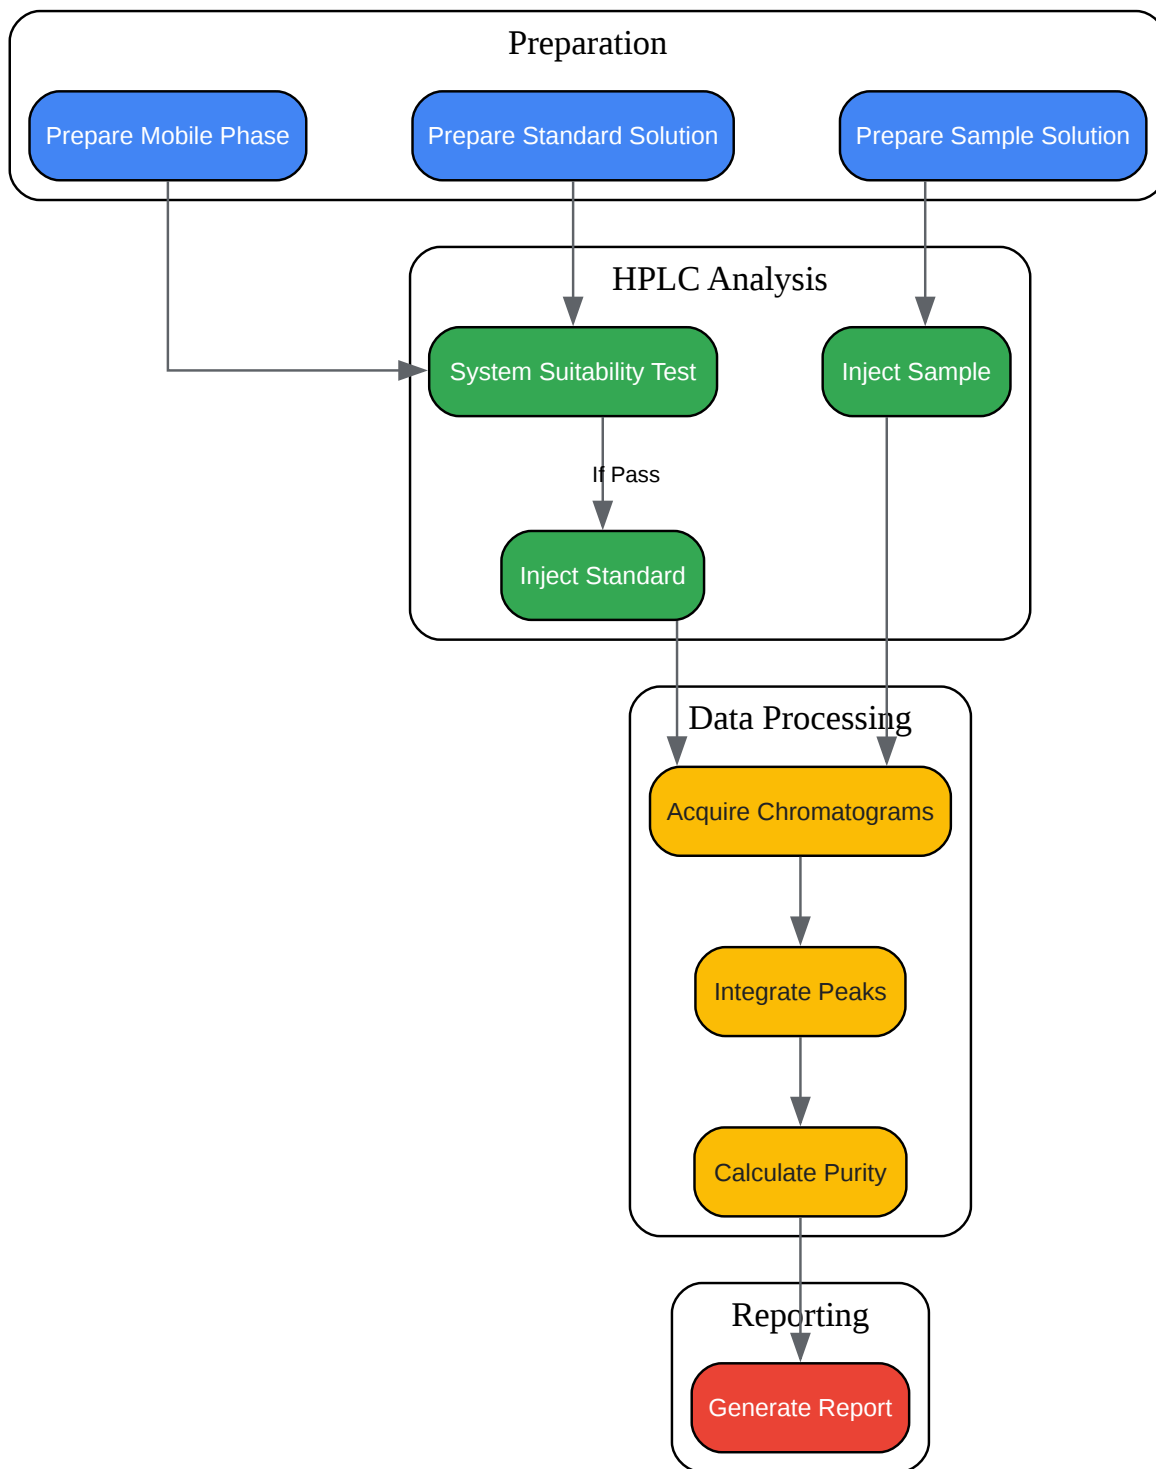 Preparation
Prepare Mobile Phase
Prepare Standard Solution
Prepare Sample Solution
HPLC Analysis
System Suitability Test
Inject Sample
If Pass
Inject Standard
Data Processing
Acquire Chromatograms
Integrate Peaks
Calculate Purity
Reporting
Generate Report